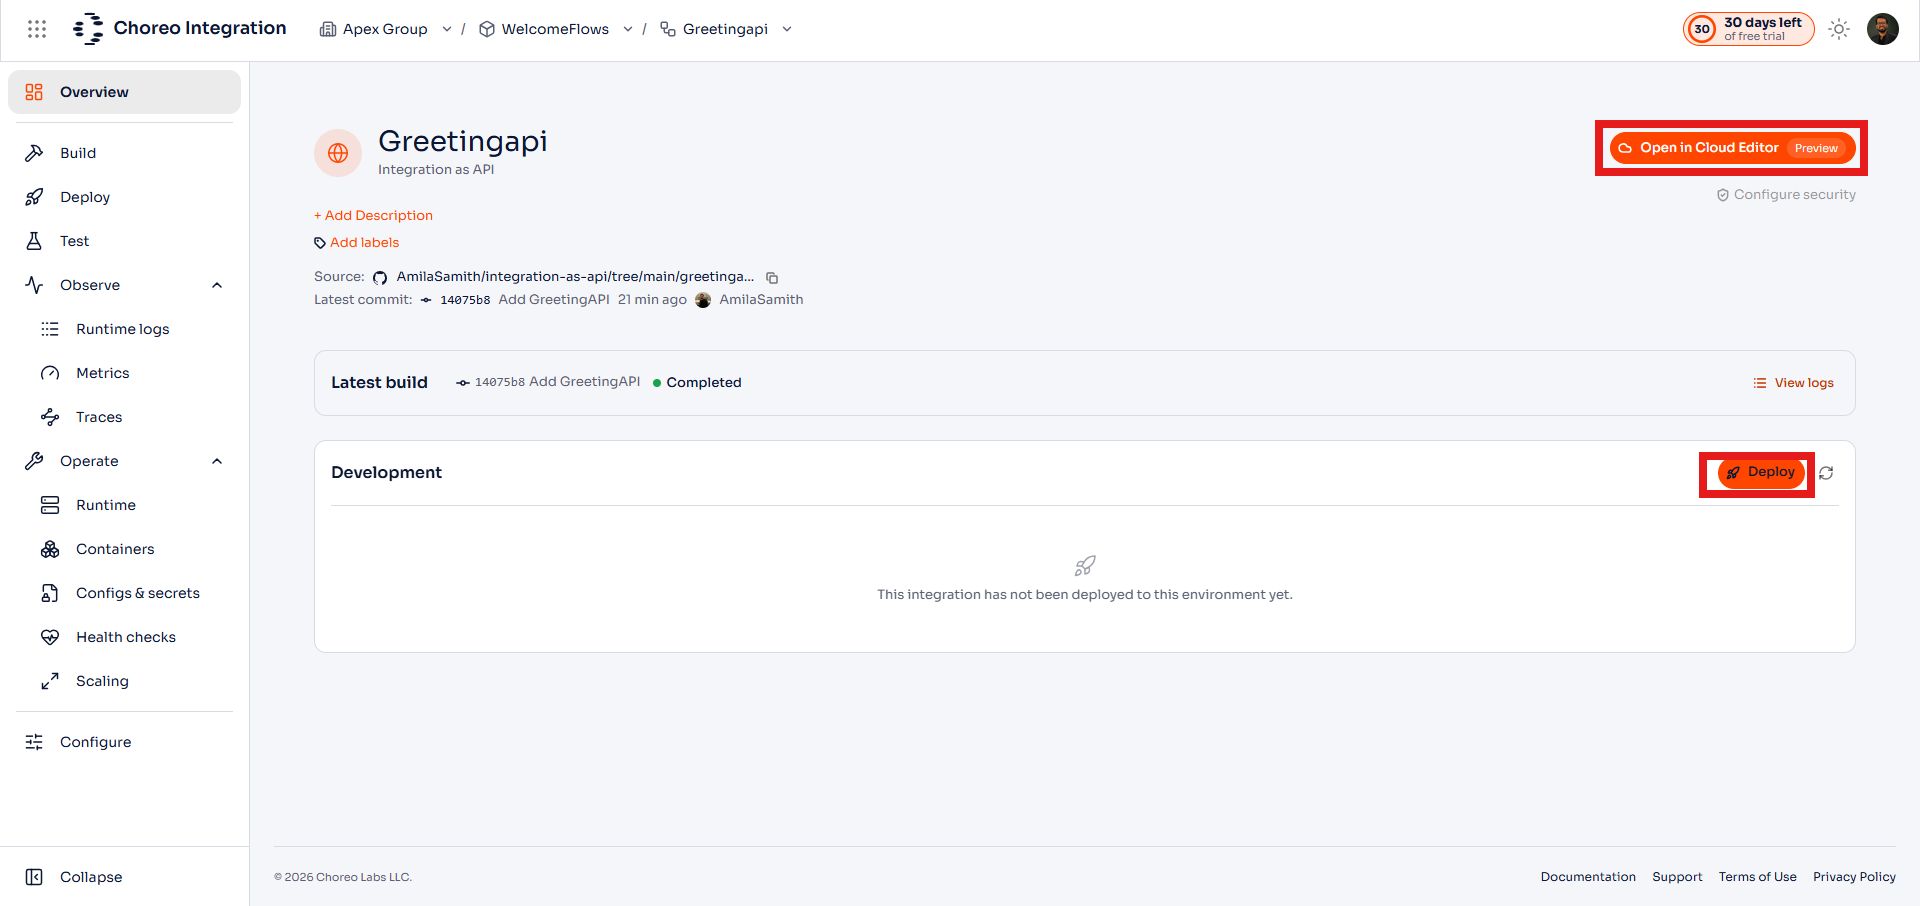 Choreo Integration
Apex Group / WelcomeFlows / Greetingapi
30
30 days left
of free trial
Overview
Build
Deploy
Test
Observe
Runtime logs
Metrics
Traces
Operate
Runtime
Containers
Configs & secrets
Health checks
Scaling
Configure
Collapse
Greetingapi
Integration as API
Open in Cloud Editor Preview
Configure security
+ Add Description
Add labels
Source: AmilaSamith/integration-as-api/tree/main/greetinga...
Latest commit: 14075b8 Add GreetingAPI 21 min ago AmilaSamith
Latest build 14075b8 Add GreetingAPI Completed View logs
Development Deploy
This integration has not been deployed to this environment yet.
© 2026 Choreo Labs LLC. Documentation Support Terms of Use Privacy Policy